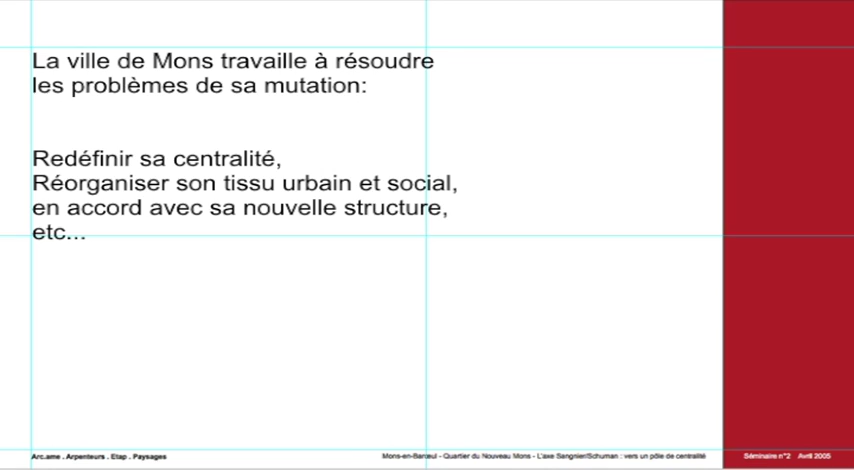 La ville de Mons travaille à résoudre
les problèmes de sa mutation:
Redéfinir sa centralité,
Réorganiser son tissu urbain et social,
en accord avec sa nouvelle structure,
etc...
Arc.ame . Arpenteurs . Etap . Paysages
Mons-en-Barœul - Quartier du Nouveau Mons - L'axe Sangnier/Schuman : vers un pôle de centralité
Séminaire n°2 Avril 2005